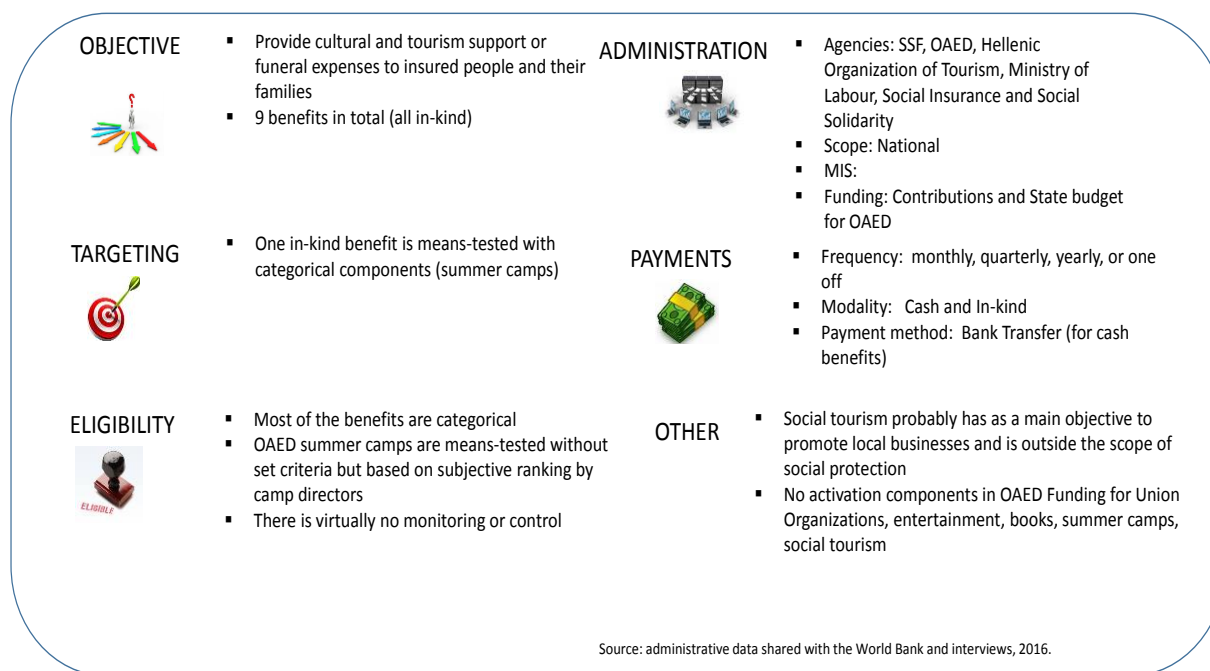 OBJECTIVE
▪ Provide cultural and tourism support or
funeral expenses to insured people and their
families
▪ 9 benefits in total (all in-kind)
ADMINISTRATION
▪ Agencies: SSF, OAED, Hellenic
Organization of Tourism, Ministry of
Labour, Social Insurance and Social
Solidarity
▪ Scope: National
▪ MIS:
▪ Funding: Contributions and State budget
for OAED
TARGETING
▪ One in-kind benefit is means-tested with
categorical components (summer camps)
PAYMENTS
▪ Frequency: monthly, quarterly, yearly, or one
off
▪ Modality: Cash and In-kind
▪ Payment method: Bank Transfer (for cash
benefits)
ELIGIBILITY
ELIGIBLE
▪ Most of the benefits are categorical
▪ OAED summer camps are means-tested without
set criteria but based on subjective ranking by
camp directors
▪ There is virtually no monitoring or control
OTHER
▪ Social tourism probably has as a main objective to
promote local businesses and is outside the scope of
social protection
▪ No activation components in OAED Funding for Union
Organizations, entertainment, books, summer camps,
social tourism
Source: administrative data shared with the World Bank and interviews, 2016.